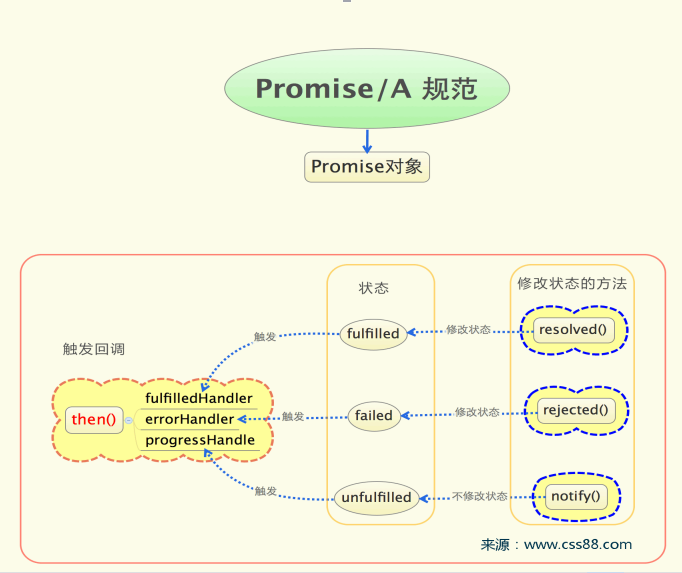 Promise/A 规范
Promise对象
状态
修改状态的方法
fulfilled
修改状态
resolved()
触发
触发回调
then()
fulfilledHandler
errorHandler
progressHandle
触发
failed
修改状态
rejected()
触发
unfulfilled
不修改状态
notify()
来源：www.css88.com